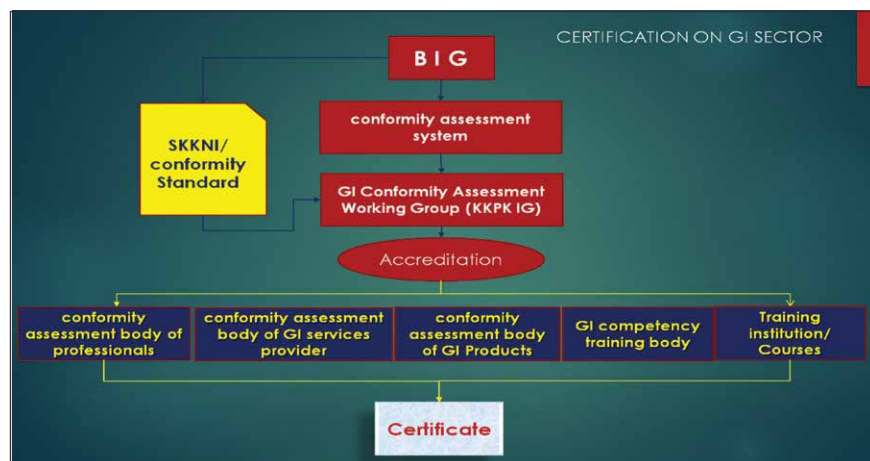 CERTIFICATION ON GI SECTOR
B I G
conformity assessment
system
SKKNI/
conformity
Standard
GI Conformity Assessment
Working Group (KKPK IG)
Accreditation
conformity
assessment body of
professionals
conformity assessment
body of GI services
provider
conformity
assessment body
of GI Products
GI competency
training body
Training
institution/
Courses
Certificate